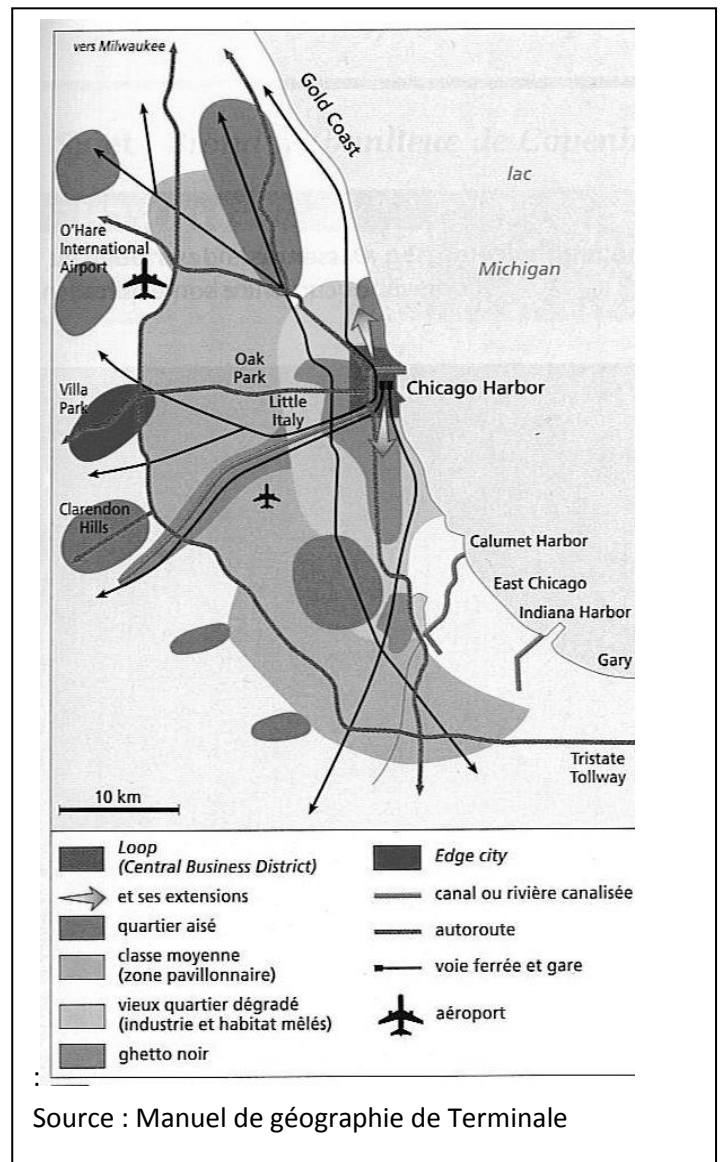 vers Milwaukee
Gold Coast
lac
Michigan
O'Hare
International
Airport
Oak
Park
Little
Italy
Villa
Park
Chicago Harbor
Clarendon
Hills
Calumet Harbor
East Chicago
Indiana Harbor
Gary
Tristate
Tollway
10 km
Loop
(Central Business District)
et ses extensions
quartier aisé
classe moyenne
(zone pavillonnaire)
vieux quartier dégradé
(industrie et habitat mêlés)
ghetto noir
Edge city
canal ou rivière canalisée
autoroute
voie ferrée et gare
aéroport
:
Source : Manuel de géographie de Terminale